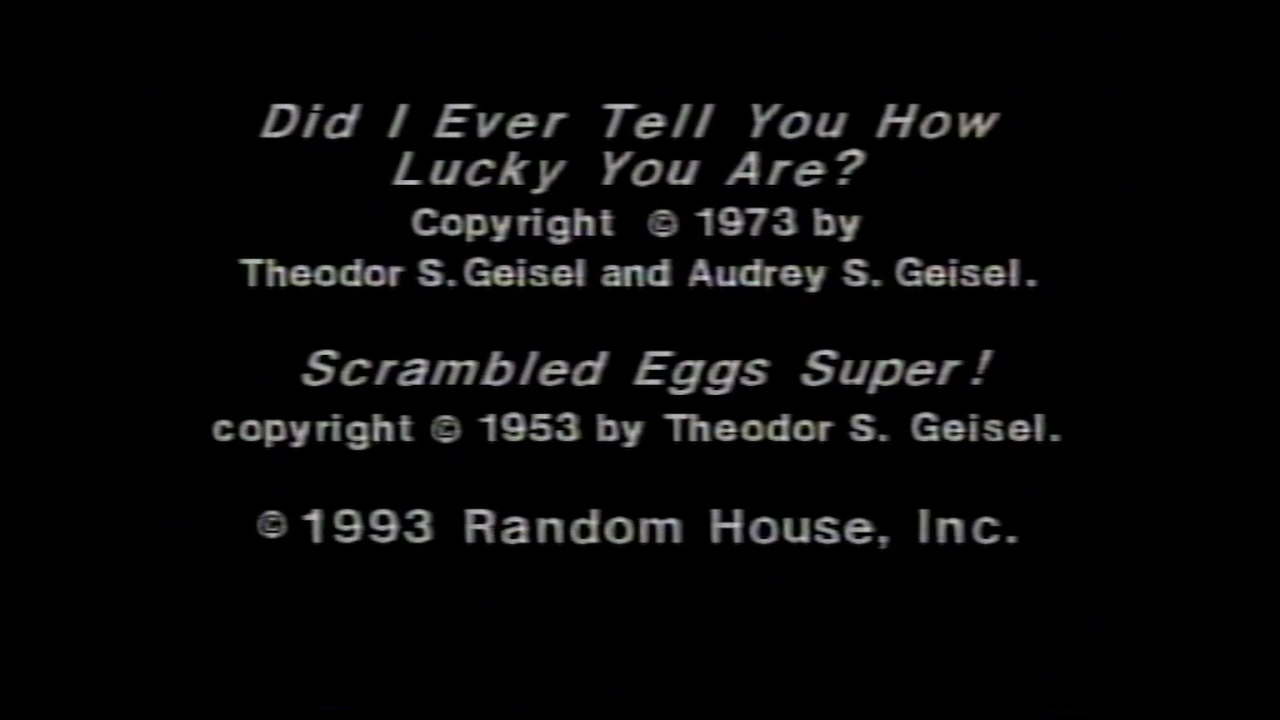 Did I Ever Tell You How
Lucky You Are?
Copyright © 1973 by
Theodor S. Geisel and Audrey S. Geisel.
Scrambled Eggs Super!
copyright © 1953 by Theodor S. Geisel.
© 1993 Random House, Inc.